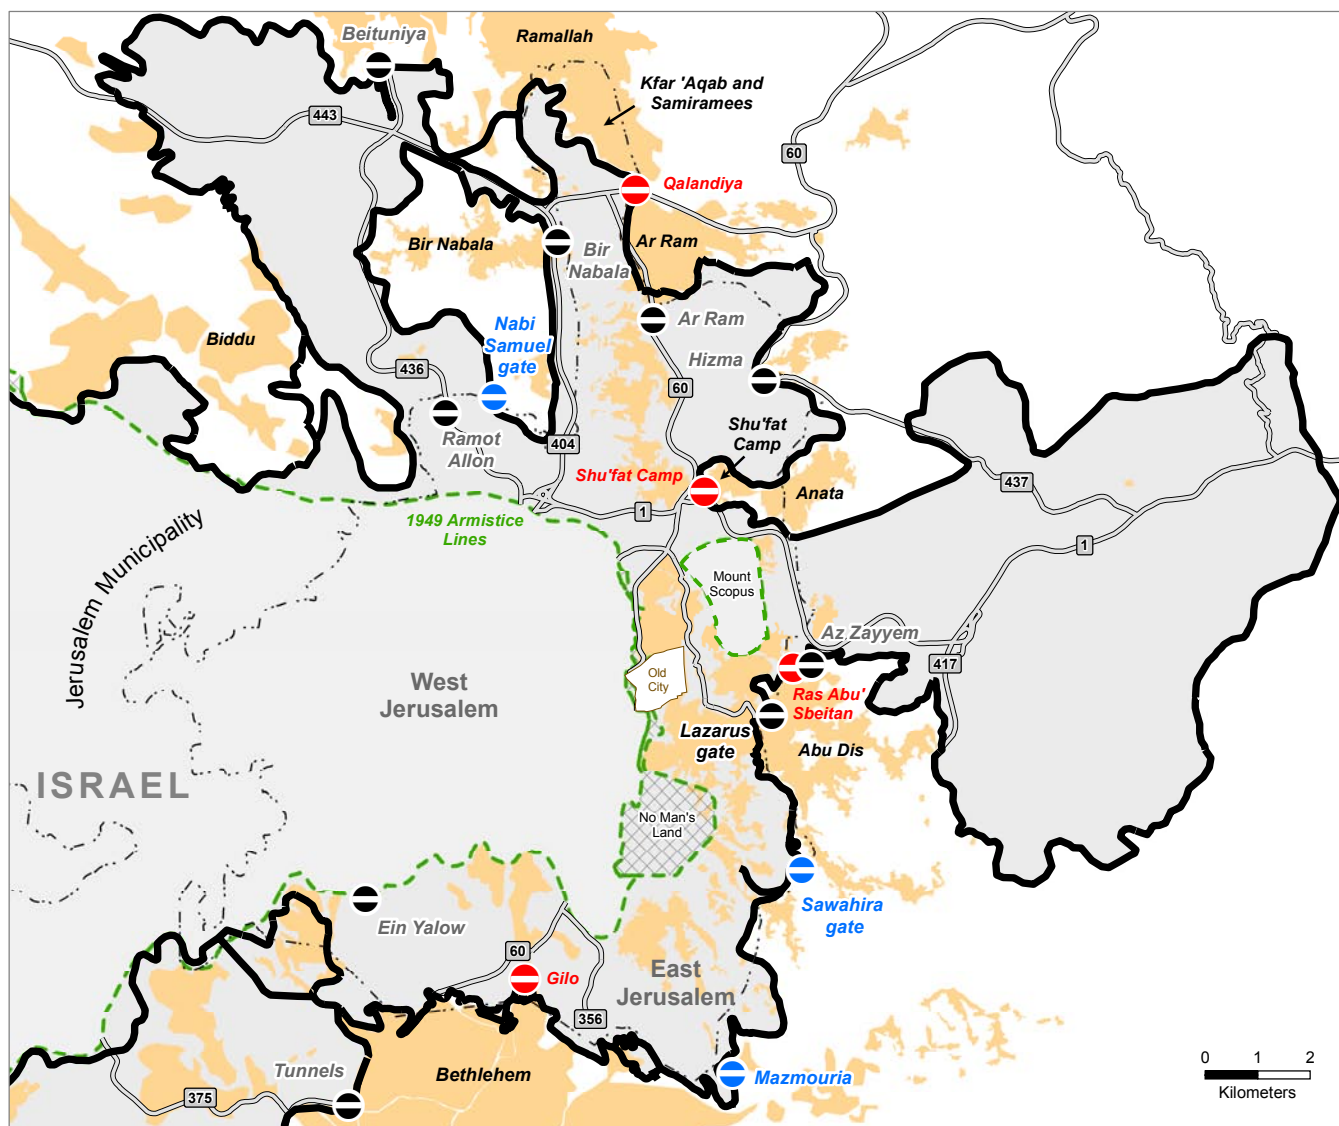 Beituniya
Ramallah
Kfar 'Aqab and
Samiramees
443
60
Qalandiya
Bir Nabala
Ar Ram
Bir
Nabala
Nabi
Samuel
gate
Ar Ram
Biddu
Hizma
436
60
Ramot
Allon
404
Shu'fat
Camp
Shu'fat Camp
Anata
437
1
1949 Armistice
Lines
1
Jerusalem Municipality
Mount
Scopus
Az Zayyem
417
Old
City
West
Jerusalem
Ras Abu'
Sbeitan
Lazarus
gate
Abu Dis
ISRAEL
No Man's
Land
Sawahira
gate
Ein Yalow
60
East
Jerusalem
Gilo
356
Tunnels
Bethlehem
Mazmouria
375
0 1 2
Kilometers